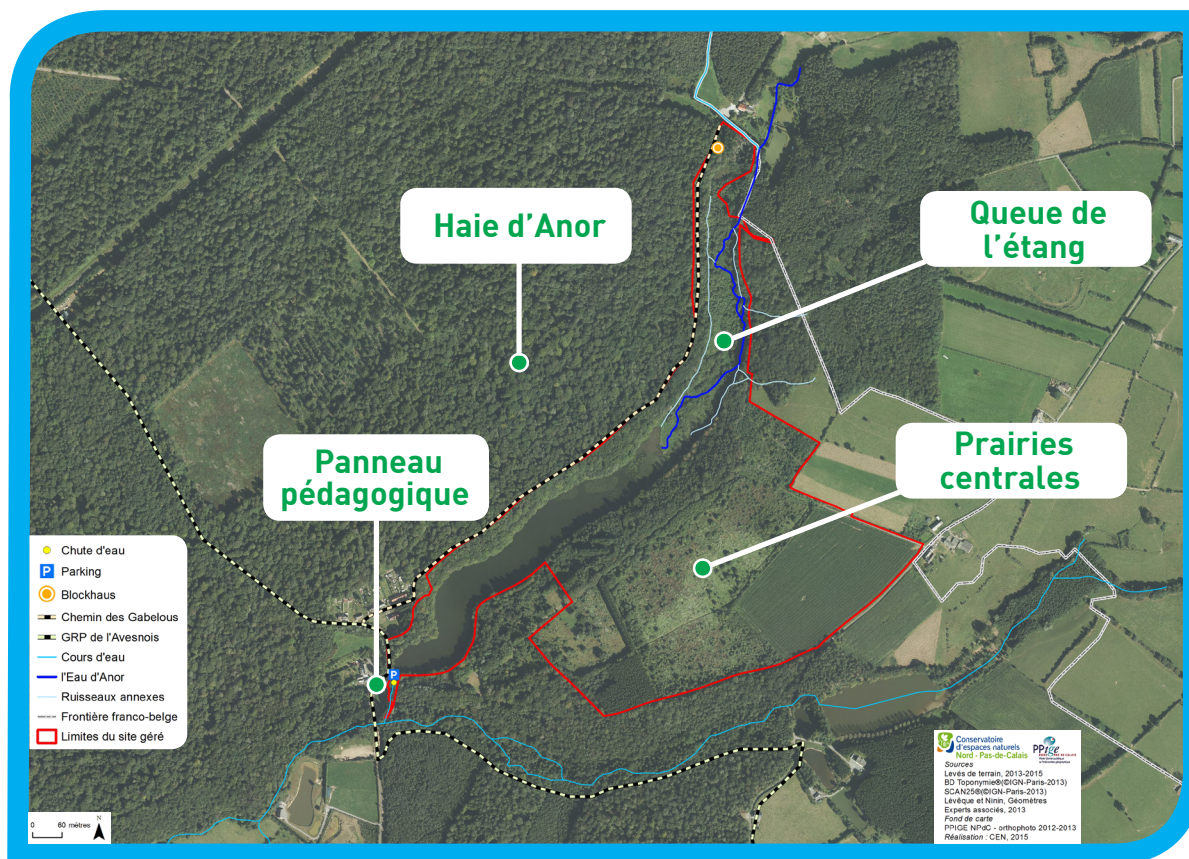 Haie d'Anor
Queue de
l'étang
Prairies
centrales
Panneau
pédagogique
P
Chute d'eau
P Parking
Blockhaus
Chemin des Gabelous
GRP de l'Avesnois
Cours d'eau
l'Eau d'Anor
Ruisseaux annexes
Frontière franco-belge
Limites du site géré
0 60 mètres N
Conservatoire
d'espaces naturels
Nord - Pas-de-Calais
PPige
Sources
Levés de terrain, 2013-2015
BD Toponymie®(©IGN-Paris-2013)
SCAN25®(©IGN-Paris-2013)
Lévêque et Ninin, Géomètres
Experts associés, 2013
Fond de carte
PPIGE NPdC - orthophoto 2012-2013
Réalisation : CEN, 2015